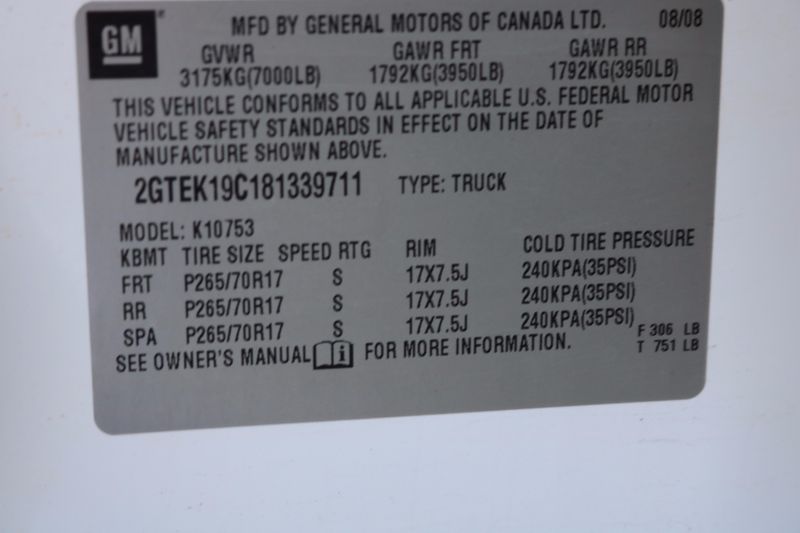 GM
MFD BY GENERAL MOTORS OF CANADA LTD. 08/08
GVWR GAWR FRT GAWR RR
3175KG(7000LB) 1792KG(3950LB) 1792KG(3950LB)
THIS VEHICLE CONFORMS TO ALL APPLICABLE U.S. FEDERAL MOTOR
VEHICLE SAFETY STANDARDS IN EFFECT ON THE DATE OF
MANUFACTURE SHOWN ABOVE.
2GTEK19C181339711 TYPE: TRUCK
MODEL: K10753
KBMT TIRE SIZE SPEED RTG RIM COLD TIRE PRESSURE
FRT P265/70R17 S 17X7.5J 240KPA(35PSI)
RR P265/70R17 S 17X7.5J 240KPA(35PSI)
SPA P265/70R17 S 17X7.5J 240KPA(35PSI)
SEE OWNER'S MANUAL i FOR MORE INFORMATION.
F 306 LB
T 751 LB